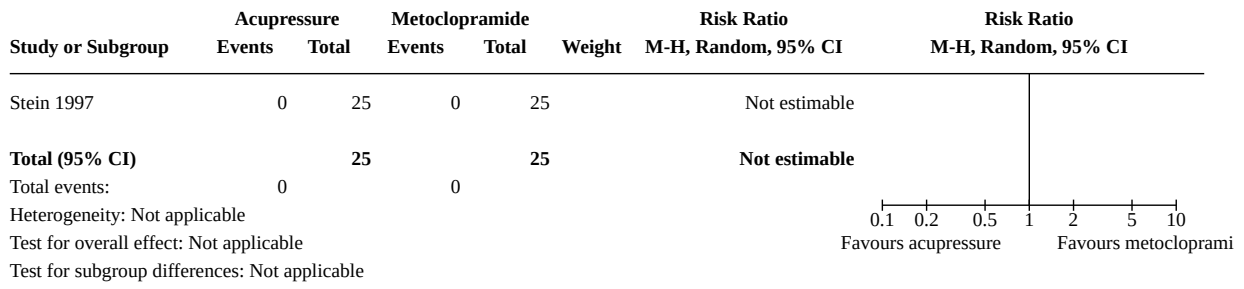 Acupressure Metoclopramide Risk Ratio Risk Ratio
Study or Subgroup Events Total Events Total Weight M-H, Random, 95% CI M-H, Random, 95% CI
Stein 1997 0 25 0 25 Not estimable
Total (95% CI) 25 25 Not estimable
Total events: 0 0
Heterogeneity: Not applicable
0.1 0.2 0.5 1 2 5 10
Test for overall effect: Not applicable Favours acupressure Favours metocloprami
Test for subgroup differences: Not applicable